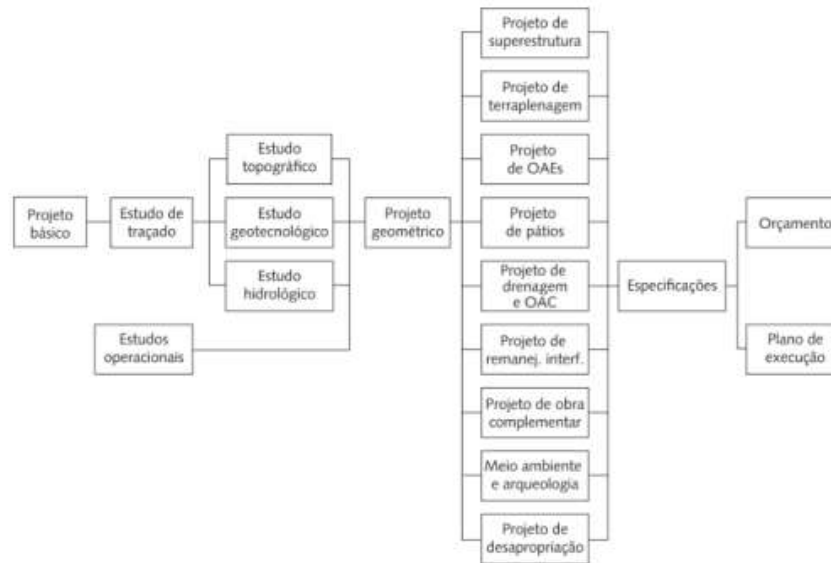 Projeto
básico
Estudo de
traçado
Estudo
topográfico
Estudo
geotecnológico
Estudo
hidrológico
Estudos
operacionais
Projeto
geométrico
Projeto de
superestrutura
Projeto de
terraplenagem
Projeto
de OAEs
Projeto
de pátios
Projeto de
drenagem
e OAC
Projeto de
remanej. interf.
Projeto de obra
complementar
Meio ambiente
e arqueologia
Projeto de
desapropriação
Especificações
Orçamento
Plano de
execução